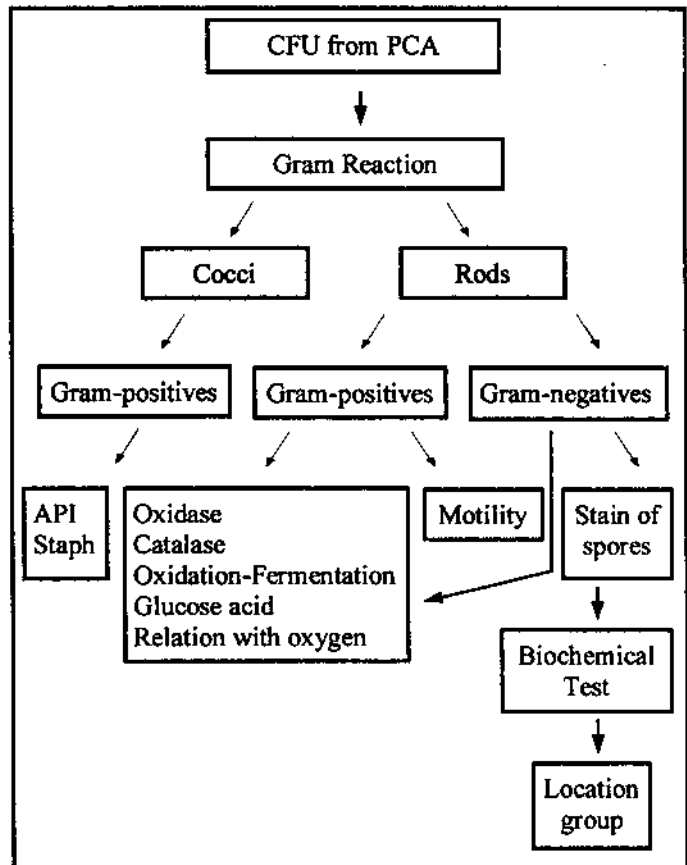 CFU from PCA
Gram Reaction
Cocci
Rods
Gram-positives
Gram-positives
Gram-negatives
API
Staph
Oxidase
Catalase
Oxidation-Fermentation
Glucose acid
Relation with oxygen
Motility
Stain of
spores
Biochemical
Test
Location
group